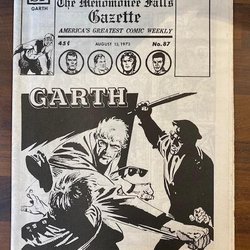 The Menomonee Falls
GARTH
Gazette
AMERICA'S GREATEST COMIC WEEKLY
45¢ AUGUST 13, 1973 No. 87
GARTH